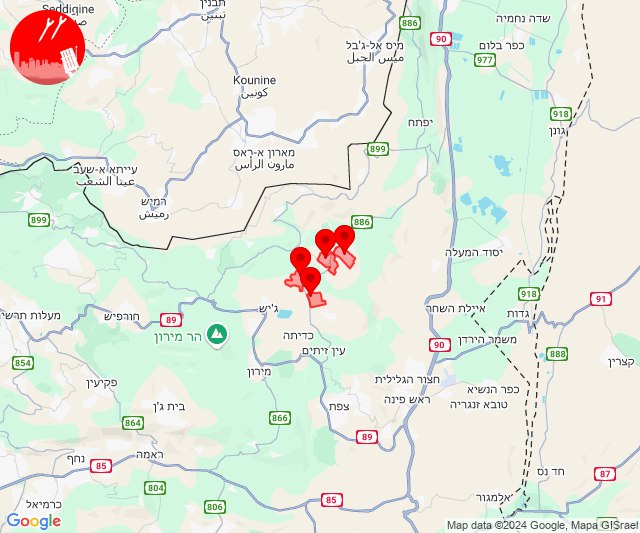 Seddigine
תבנין
تبنين
886
מיס אל-ג'בל
ميس الجبل
90
שדה נחמיה
כפר בלום
977
Kounine
كونين
918
גונן
יפתח
899
מארון א-ראס
مارون الرأس
עייתא א-שעב
عيتا الشعب
רמיש
رميش
899
886
יסוד המעלה
918
91
גדות
איילת השחר
ג'יש
חורפיש
89
מעלות תרשי
הר מירון
כדיתה
עין זיתים
90
משמר הירדן
888
קצרין
854
מירון
חצור הגלילית
ראש פינה
כפר הנשיא
טובא זנגריה
פקיעין
בית ג'ן
864
866
צפת
89
ראמה
נחף
85
804
806
85
87
חד נס
אלמגור
כרמיאל
Google
Map data ©2024 Google, Mapa GISrael